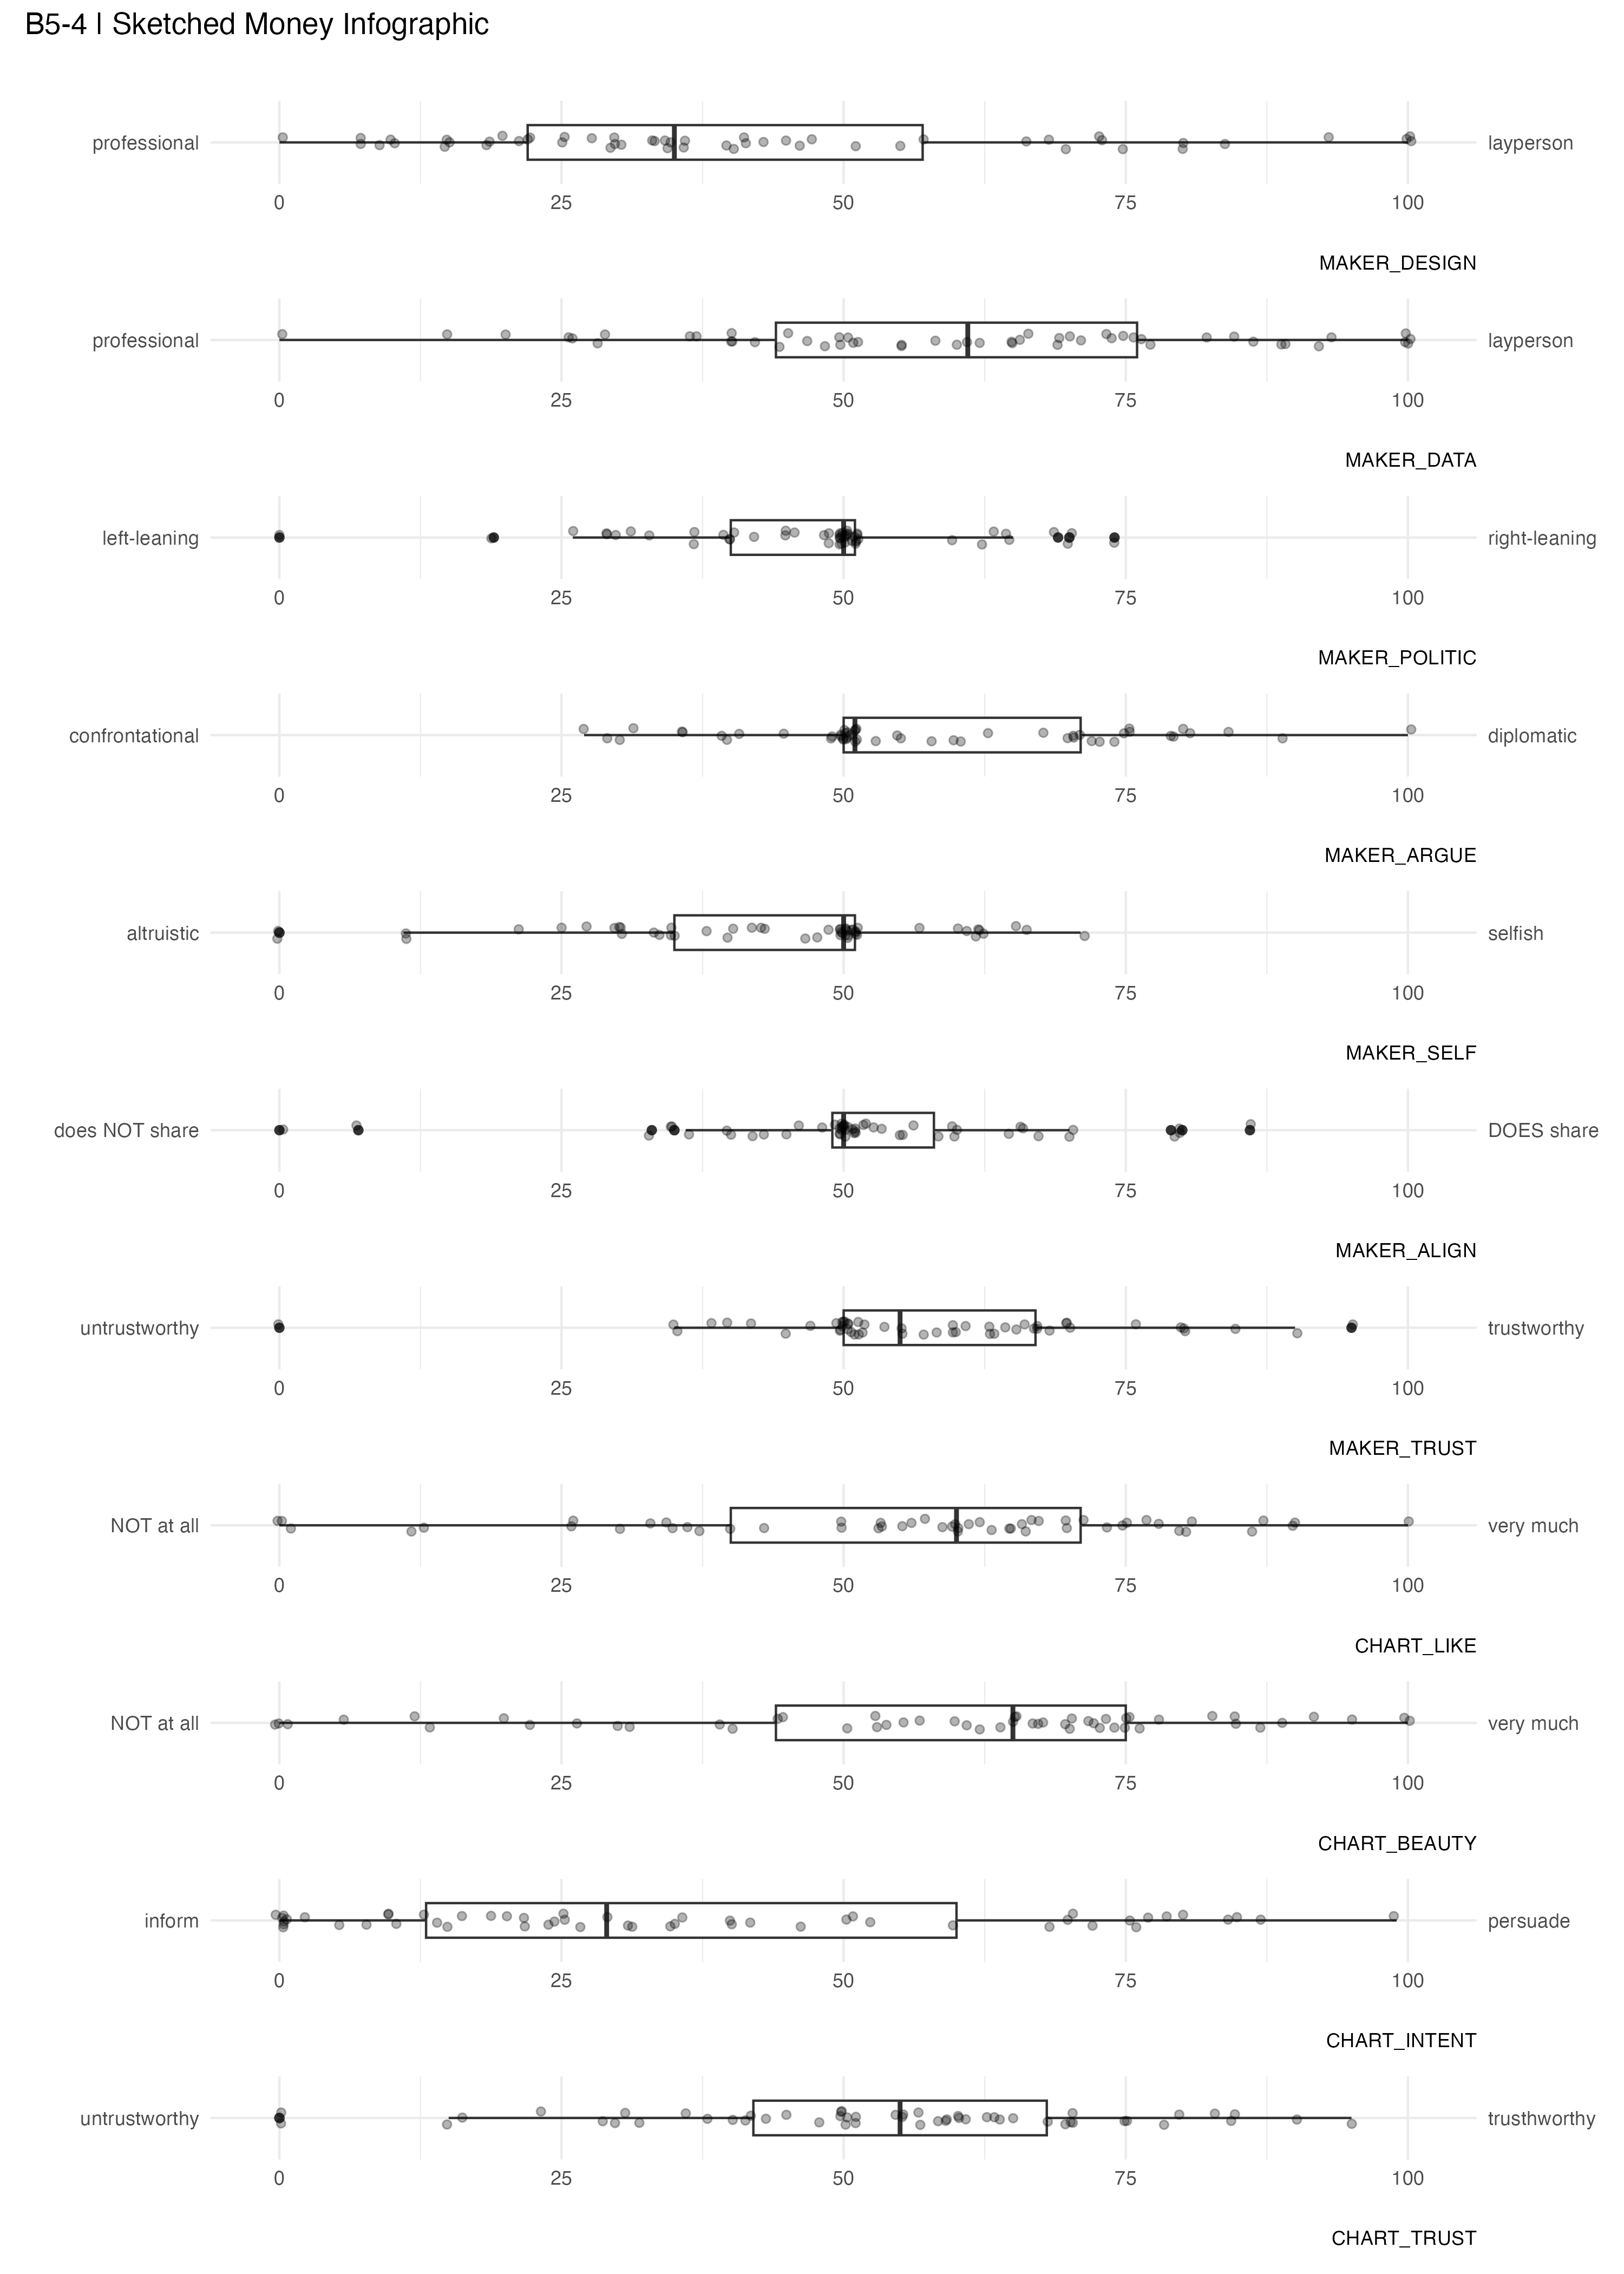 B5-4 | Sketched Money Infographic
professional layperson
0 25 50 75 100
MAKER_DESIGN
professional layperson
0 25 50 75 100
MAKER_DATA
left-leaning right-leaning
0 25 50 75 100
MAKER_POLITIC
confrontational diplomatic
0 25 50 75 100
MAKER_ARGUE
altruistic selfish
0 25 50 75 100
MAKER_SELF
does NOT share DOES share
0 25 50 75 100
MAKER_ALIGN
untrustworthy trustworthy
0 25 50 75 100
MAKER_TRUST
NOT at all very much
0 25 50 75 100
CHART_LIKE
NOT at all very much
0 25 50 75 100
CHART_BEAUTY
inform persuade
0 25 50 75 100
CHART_INTENT
untrustworthy trusthworthy
0 25 50 75 100
CHART_TRUST